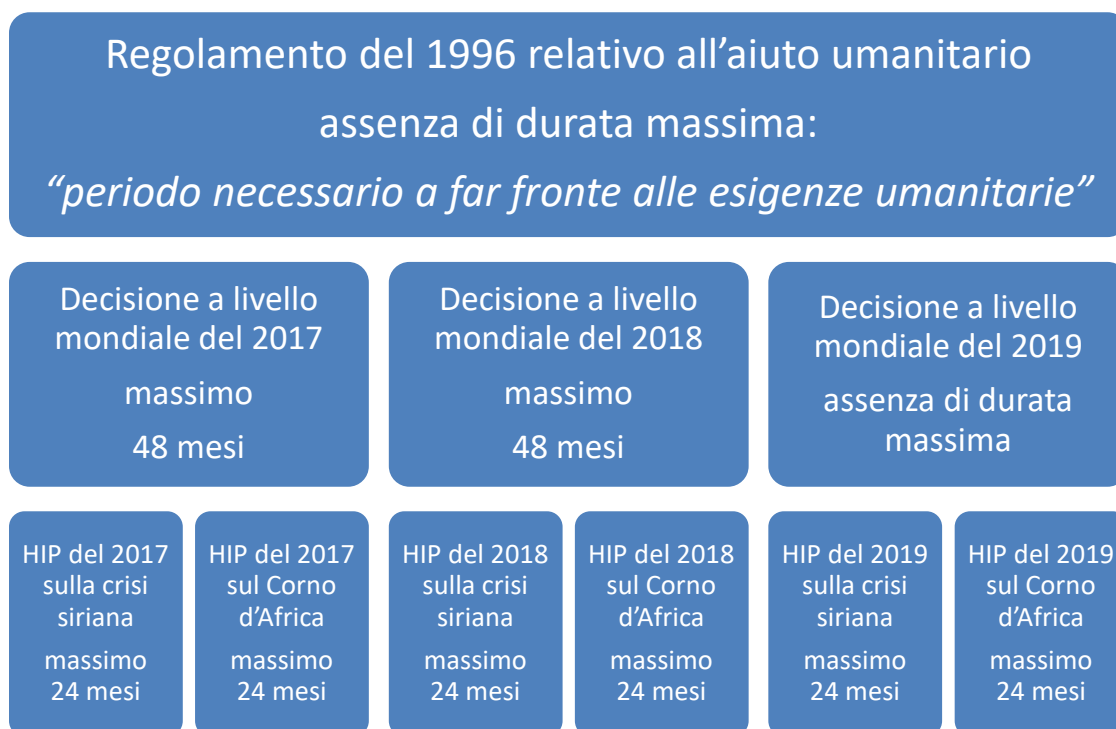 Regolamento del 1996 relativo all’aiuto umanitario
assenza di durata massima:
“periodo necessario a far fronte alle esigenze umanitarie”
Decisione a livello
mondiale del 2017
massimo
48 mesi
Decisione a livello
mondiale del 2018
massimo
48 mesi
Decisione a livello
mondiale del 2019
assenza di durata
massima
HIP del 2017
sulla crisi
siriana
massimo
24 mesi
HIP del 2017
sul Corno
d’Africa
massimo
24 mesi
HIP del 2018
sulla crisi
siriana
massimo
24 mesi
HIP del 2018
sul Corno
d’Africa
massimo
24 mesi
HIP del 2019
sulla crisi
siriana
massimo
24 mesi
HIP del 2019
sul Corno
d’Africa
massimo
24 mesi